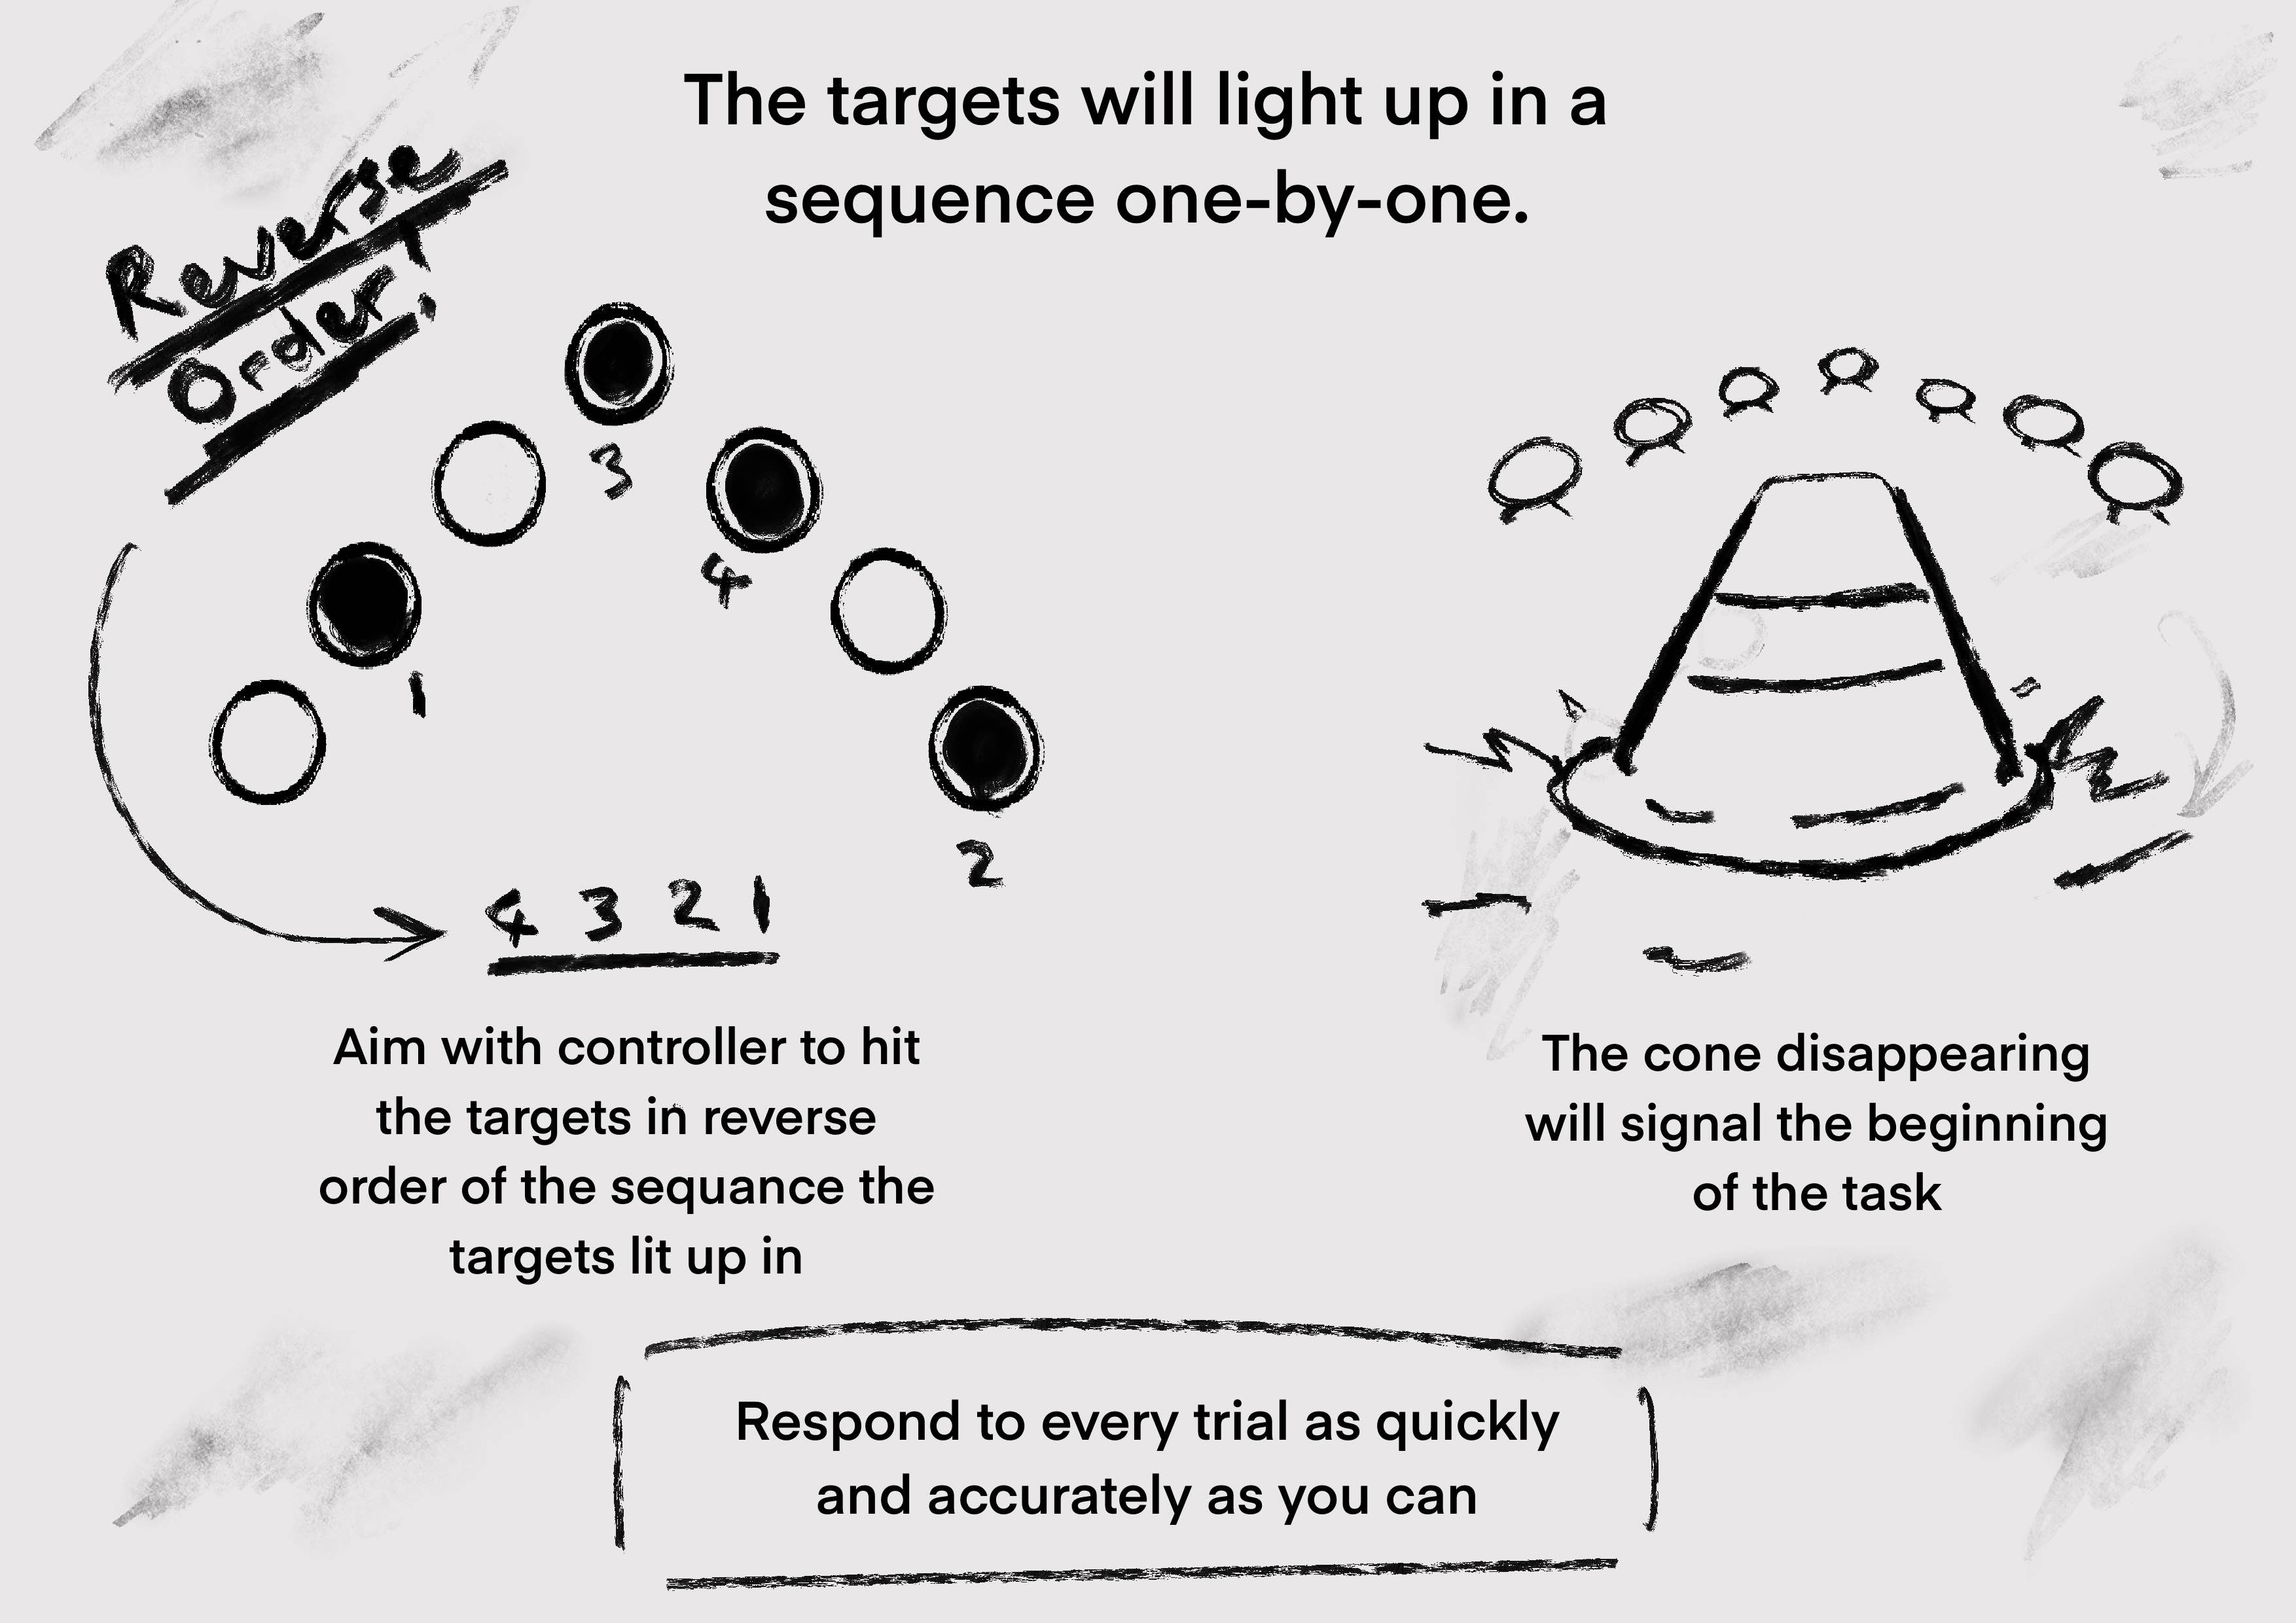 The targets will light up in a
sequence one-by-one.
Reverse
Order!
3
4
1
2
4 3 2 1
Aim with controller to hit
the targets in reverse
order of the sequance the
targets lit up in
The cone disappearing
will signal the beginning
of the task
Respond to every trial as quickly
and accurately as you can